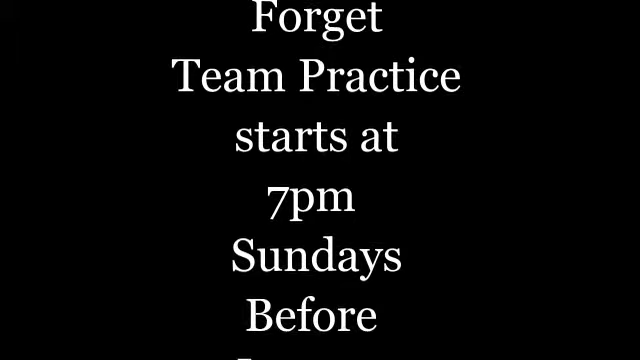 Forget
Team Practice
starts at
7pm
Sundays
Before